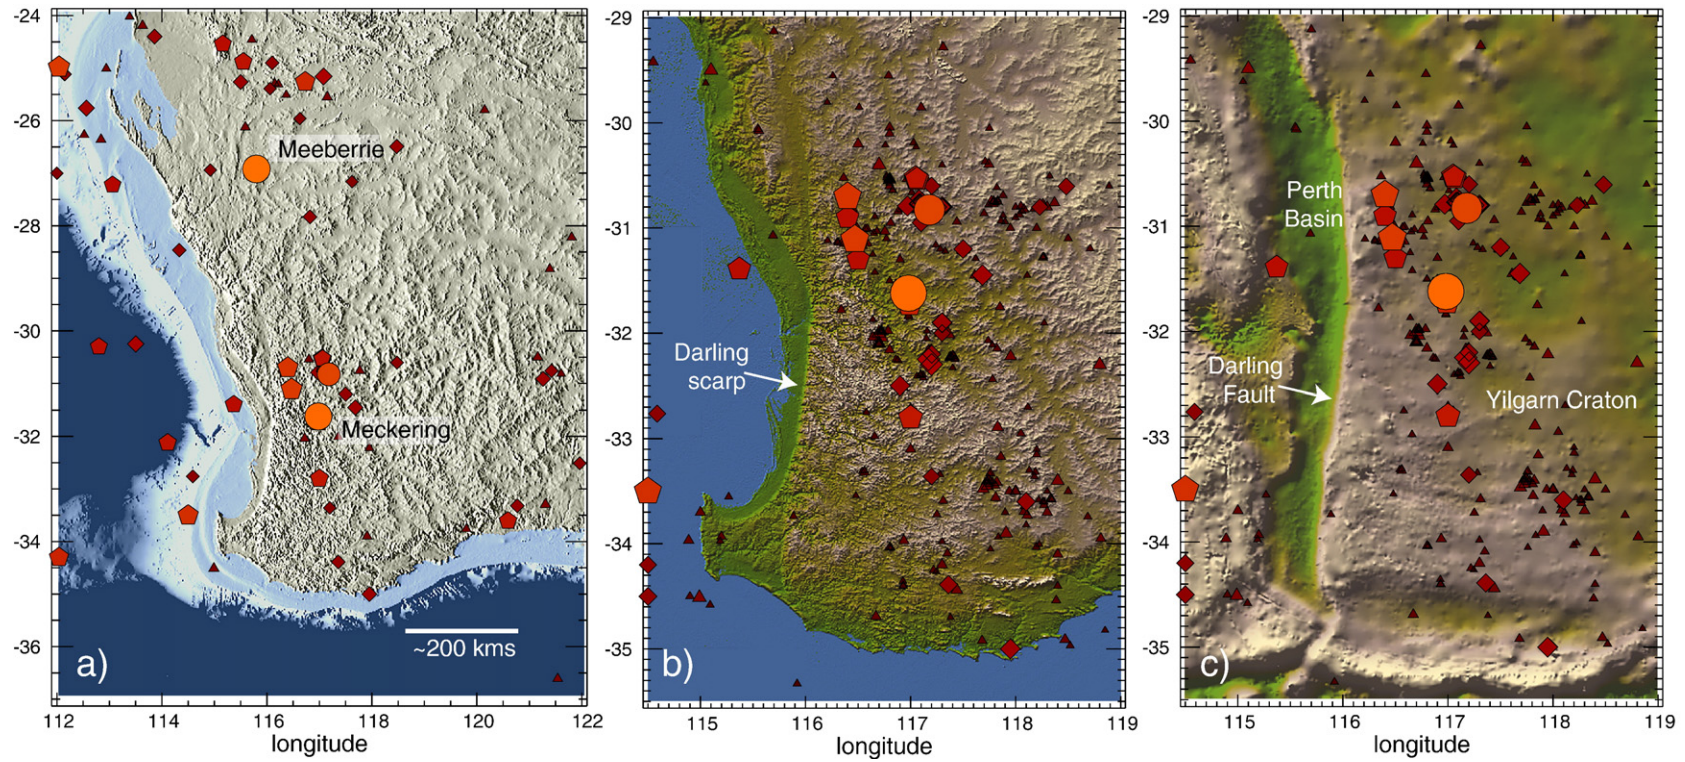 -24
-26
-28
-30
-32
-34
-36
Meeberrie
Meckering
~200 kms
a)
112
114
116
118
120
122
longitude
-29
-30
-31
-32
-33
-34
-35
Darling
scarp
b)
115
116
117
118
119
longitude
-29
-30
-31
-32
-33
-34
-35
Perth
Basin
Darling
Fault
Yilgarn Craton
c)
115
116
117
118
119
longitude